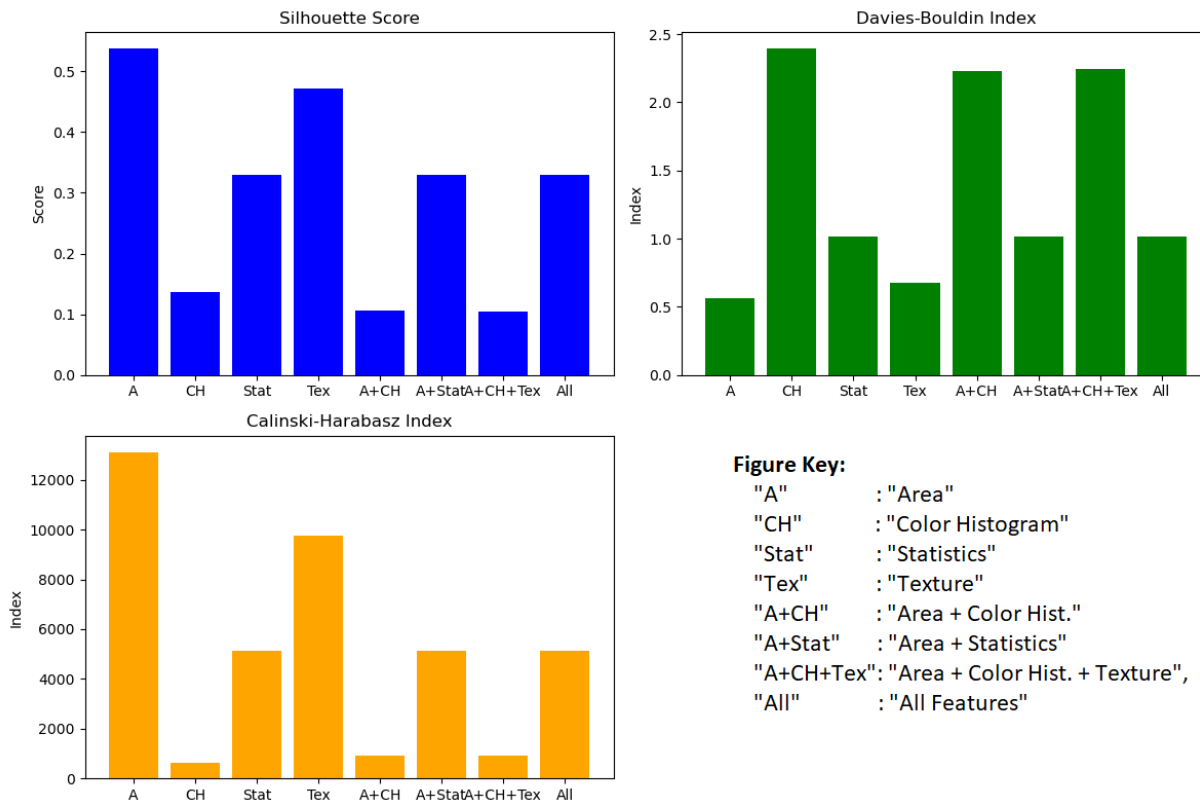 Silhouette Score
Score
0.5
0.4
0.3
0.2
0.1
0.0
A CH Stat Tex A+CH A+Stat A+CH+Tex All
Davies-Bouldin Index
Index
2.5
2.0
1.5
1.0
0.5
0.0
A CH Stat Tex A+CH A+Stat A+CH+Tex All
Calinski-Harabasz Index
Index
12000
10000
8000
6000
4000
2000
0
A CH Stat Tex A+CH A+Stat A+CH+Tex All
Figure Key:
"A" : "Area"
"CH" : "Color Histogram"
"Stat" : "Statistics"
"Tex" : "Texture"
"A+CH" : "Area + Color Hist."
"A+Stat" : "Area + Statistics"
"A+CH+Tex": "Area + Color Hist. + Texture",
"All" : "All Features"